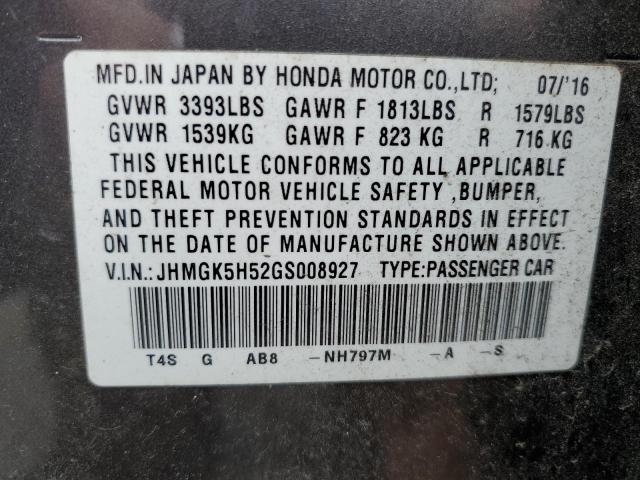 MFD.IN JAPAN BY HONDA MOTOR CO.,LTD; 07/'16
GVWR 3393LBS GAWR F 1813LBS R 1579LBS
GVWR 1539KG GAWR F 823 KG R 716 KG
THIS VEHICLE CONFORMS TO ALL APPLICABLE
FEDERAL MOTOR VEHICLE SAFETY ,BUMPER,
AND THEFT PREVENTION STANDARDS IN EFFECT
ON THE DATE OF MANUFACTURE SHOWN ABOVE.
V.I.N.:JHMGK5H52GS008927 TYPE:PASSENGER CAR
T4S G AB8 -NH797M -A -S